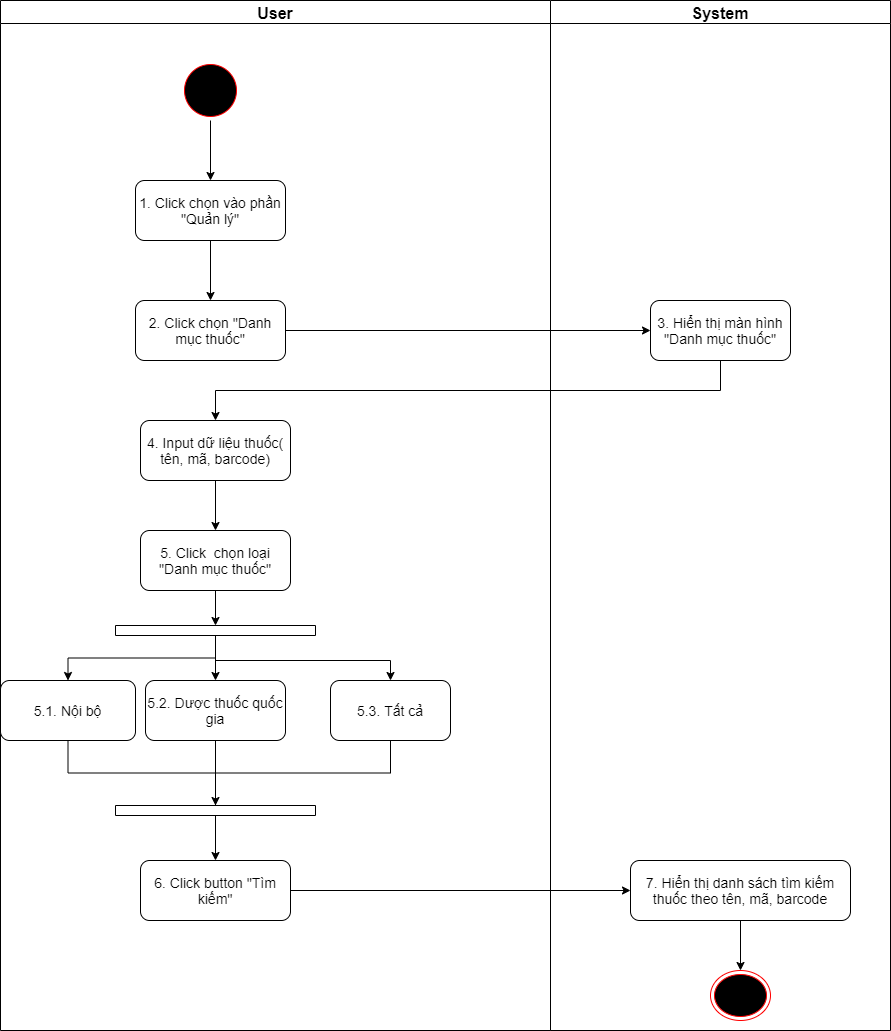 User
System
1. Click chọn vào phần
"Quản lý"
2. Click chọn "Danh
mục thuốc"
3. Hiển thị màn hình
"Danh mục thuốc"
4. Input dữ liệu thuốc(
tên, mã, barcode)
5. Click  chọn loại
"Danh mục thuốc"
5.1. Nội bộ
5.2. Dược thuốc quốc
gia
5.3. Tất cả
6. Click button "Tìm
kiếm"
7. Hiển thị danh sách tìm kiếm
thuốc theo tên, mã, barcode